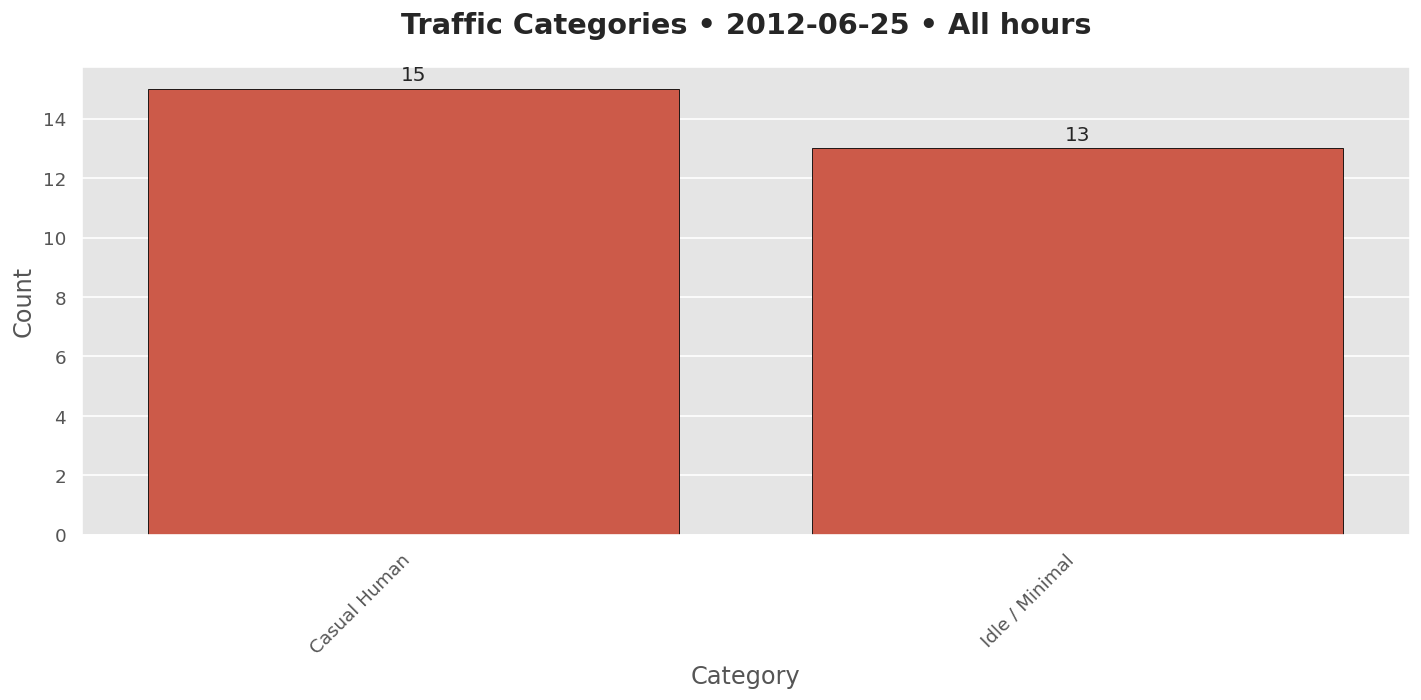 Traffic Categories • 2012-06-25 • All hours
15
13
14
12
10
8
6
4
2
0
Count
Casual Human
Idle / Minimal
Category